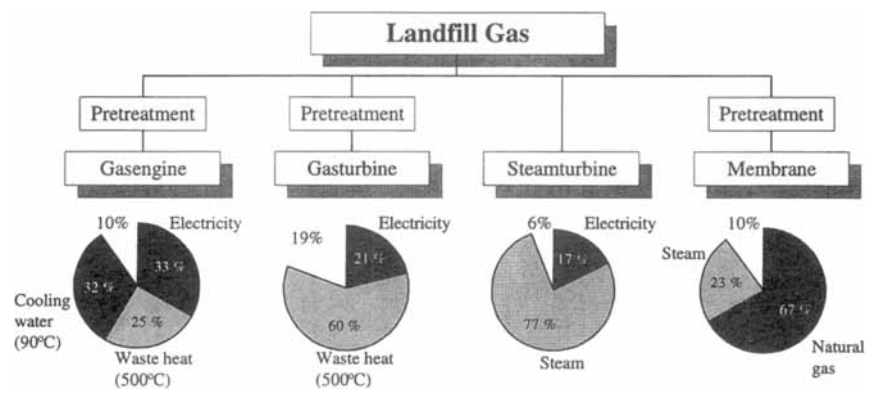 Landfill Gas
Pretreatment
Pretreatment
Pretreatment
Gasengine
Gasturbine
Steamturbine
Membrane
10%
Electricity
33 %
32 %
25 %
Cooling
water
(90ºC)
Waste heat
(500ºC)
19%
Electricity
21 %
60 %
Waste heat
(500ºC)
6%
Electricity
17 %
77 %
Steam
10%
Steam
23 %
67 %
Natural
gas